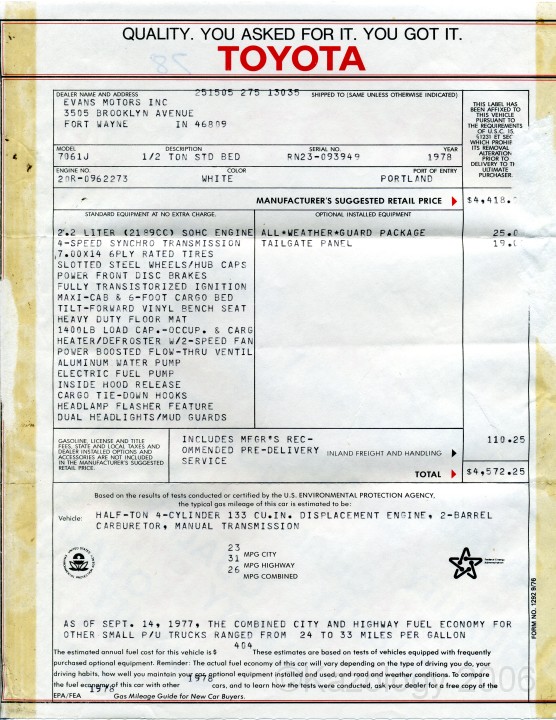 QUALITY. YOU ASKED FOR IT. YOU GOT IT.
TOYOTA
DEALER NAME AND ADDRESS 251505 275 13035 SHIPPED TO (SAME UNLESS OTHERWISE INDICATED)
EVANS MOTORS INC
3505 BROOKLYN AVENUE
FORT WAYNE IN 46809
THIS LABEL HAS
BEEN AFFIXED TO
THIS VEHICLE
PURSUANT TO
THE REQUIREMENTS
OF U.S.C. 15,
§1231 ET SEC
WHICH PROHIE
ITS REMOVAL
ALTERATION
PRIOR TO
DELIVERY TO TH
ULTIMATE
PURCHASER.
MODEL DESCRIPTION SERIAL NO. YEAR
7061J 1/2 TON STD BED RN23-093949 1978
ENGINE NO. COLOR PORT OF ENTRY
20R-0962273 WHITE PORTLAND
MANUFACTURER'S SUGGESTED RETAIL PRICE $4,418.
STANDARD EQUIPMENT AT NO EXTRA CHARGE. OPTIONAL INSTALLED EQUIPMENT
2.2 LITER (2189CC) SOHC ENGINE ALL*WEATHER*GUARD PACKAGE 25.0
4-SPEED SYNCHRO TRANSMISSION TAILGATE PANEL 19.
7.00X14 6PLY RATED TIRES
SLOTTED STEEL WHEELS/HUB CAPS
POWER FRONT DISC BRAKES
FULLY TRANSISTORIZED IGNITION
MAXI-CAB & 6-FOOT CARGO BED
TILT-FORWARD VINYL BENCH SEAT
HEAVY DUTY FLOOR MAT
1400LB LOAD CAP.-OCCUP. & CARG
HEATER/DEFROSTER W/2-SPEED FAN
POWER BOOSTED FLOW-THRU VENTIL
ALUMINUM WATER PUMP
ELECTRIC FUEL PUMP
INSIDE HOOD RELEASE
CARGO TIE-DOWN HOOKS
HEADLAMP FLASHER FEATURE
DUAL HEADLIGHTS/MUD GUARDS
GASOLINE, LICENSE AND TITLE
FEES, STATE AND LOCAL TAXES AND
DEALER INSTALLED OPTIONS AND
ACCESSORIES ARE NOT INCLUDED
IN THE MANUFACTURER'S SUGGESTED
RETAIL PRICE.
INCLUDES MFGR*S REC-
OMMENDED PRE-DELIVERY
SERVICE
INLAND FREIGHT AND HANDLING 110.25
TOTAL $4,572.25
Based on the results of tests conducted or certified by the U.S. ENVIRONMENTAL PROTECTION AGENCY,
the typical gas mileage of this car is estimated to be:
Vehicle: HALF-TON 4-CYLINDER 133 CU.IN. DISPLACEMENT ENGINE, 2-BARREL
CARBURETOR, MANUAL TRANSMISSION
23 MPG CITY
31 MPG HIGHWAY
26 MPG COMBINED
FORM NO. 1292 9/76
AS OF SEPT. 14, 1977, THE COMBINED CITY AND HIGHWAY FUEL ECONOMY FOR
OTHER SMALL P/U TRUCKS RANGED FROM 24 TO 33 MILES PER GALLON
The estimated annual fuel cost for this vehicle is $ 404 These estimates are based on tests of vehicles equipped with frequently
purchased optional equipment. Reminder: The actual fuel economy of this car will vary depending on the type of driving you do, your
driving habits, how well you maintain your car, optional equipment installed or used, and road and weather conditions. To compare
the fuel economy of this car with other 1978 cars, and to learn how the tests were conducted, ask your dealer for a free copy of the
EPA/FEA 1978 Gas Mileage Guide for New Car Buyers.